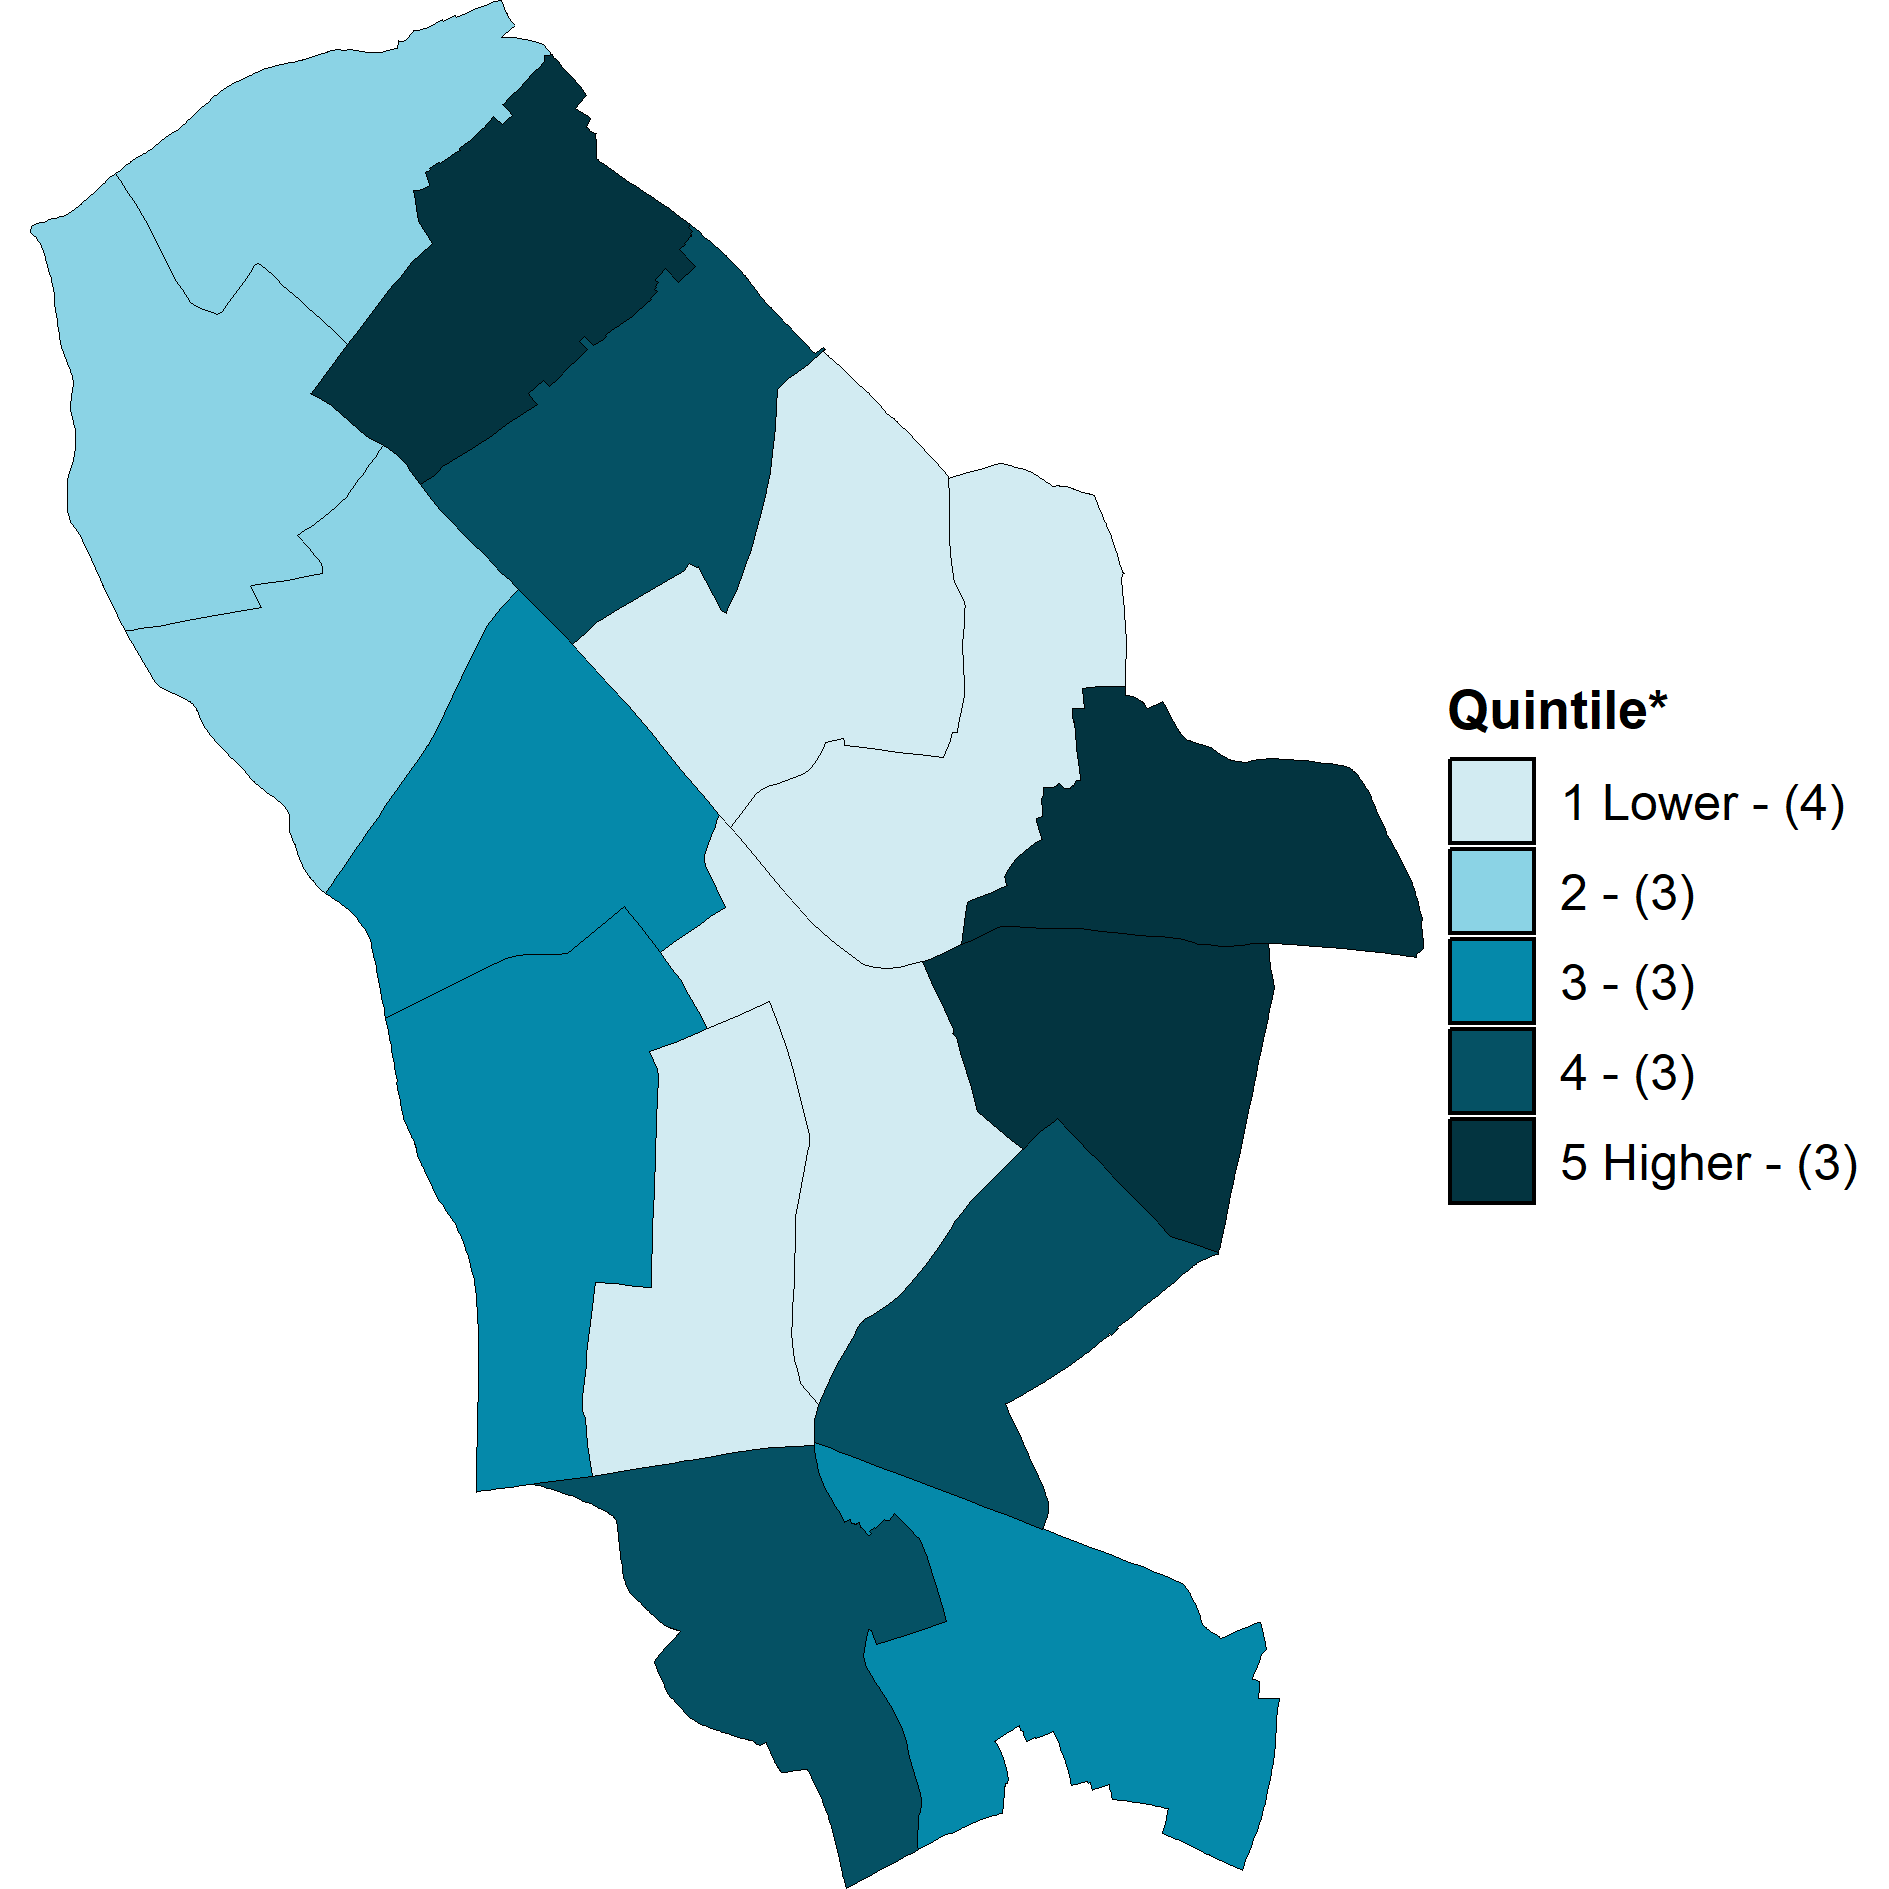 Quintile*
1 Lower - (4)
2 - (3)
3 - (3)
4 - (3)
5 Higher - (3)